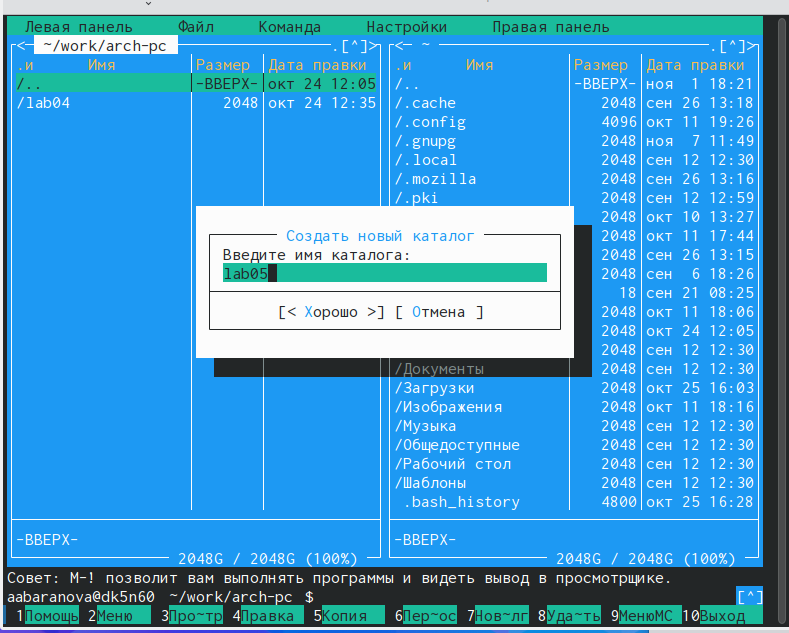 Левая панель Файл Команда Настройки Правая панель
<─ ~/work/arch-pc .[^]> <─ ~ .[^]>
.и Имя Размер Дата правки .и Имя Размер Дата правки
/.. -ВВЕРХ- окт 24 12:05 /.. -ВВЕРХ- ноя 1 18:21
/lab04 2048 окт 24 12:35 /.cache 2048 сен 26 13:18
/.config 4096 окт 11 19:26
/.gnupg 2048 ноя 7 11:49
/.local 2048 сен 12 12:30
/.mozilla 2048 сен 26 13:16
/.pki 2048 сен 12 12:59
2048 окт 10 13:27
Создать новый каталог 2048 окт 11 17:44
Введите имя каталога: 2048 сен 26 13:15
lab05 2048 сен 6 18:26
18 сен 21 08:25
[< Хорошо >] [ Отмена ] 2048 окт 11 18:06
2048 окт 24 12:05
2048 сен 12 12:30
/Документы 2048 сен 12 12:30
/Загрузки 2048 окт 25 16:03
/Изображения 2048 окт 11 18:16
/Музыка 2048 сен 12 12:30
/Общедоступные 2048 сен 12 12:30
/Рабочий стол 2048 сен 12 12:30
/Шаблоны 2048 сен 12 12:30
.bash_history 4800 окт 25 16:28
-ВВЕРХ- -ВВЕРХ-
2048G / 2048G (100%) 2048G / 2048G (100%)
Совет: M-! позволит вам выполнять программы и видеть вывод в просмотрщике.
aabaranova@dk5n60 ~/work/arch-pc $ [^]
1Помощь 2Меню 3Про~тр 4Правка 5Копия 6Пер~ос 7Нов~лг 8Уда~ть 9МенюМС 10Выход